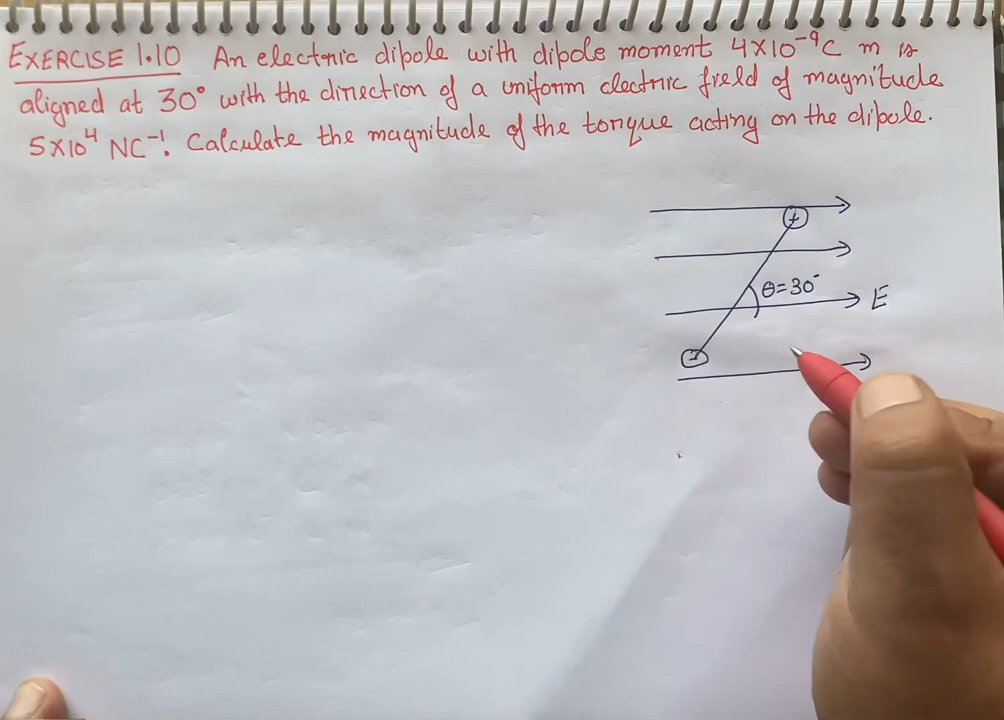 EXERCISE 1.10 An electric dipole with dipole moment 4×10⁻⁹C m is
aligned at 30° with the direction of a uniform electric field of magnitude
5×10⁴ NC⁻¹. Calculate the magnitude of the torque acting on the dipole.
+
θ=30°
E
-